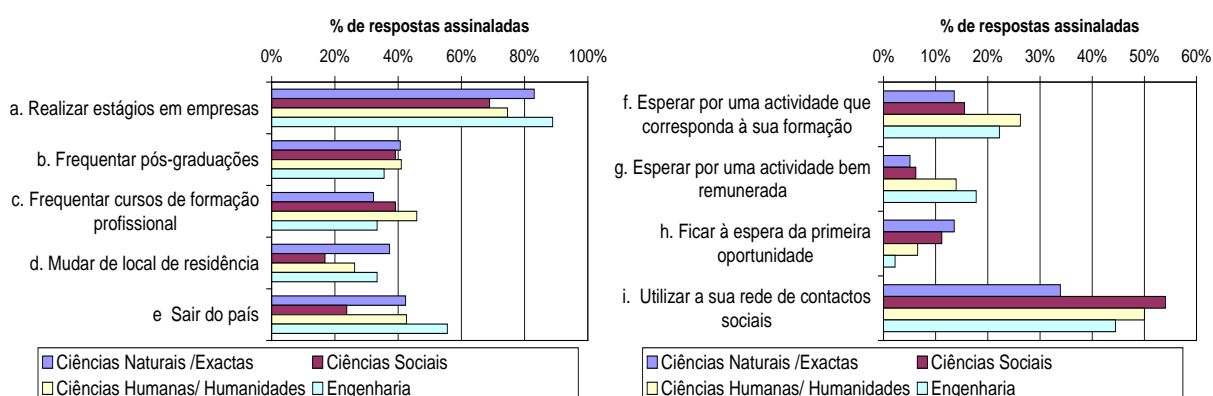 % de respostas assinaladas
0% 20% 40% 60% 80% 100%
a. Realizar estágios em empresas
b. Frequentar pós-graduações
c. Frequentar cursos de formação
profissional
d. Mudar de local de residência
e Sair do país
Ciências Naturais /Exactas Ciências Sociais
Ciências Humanas/ Humanidades Engenharia
% de respostas assinaladas
0% 10% 20% 30% 40% 50% 60%
f. Esperar por uma actividade que
corresponda à sua formação
g. Esperar por uma actividade bem
remunerada
h. Ficar à espera da primeira
oportunidade
i. Utilizar a sua rede de contactos
sociais
Ciências Naturais /Exactas Ciências Sociais
Ciências Humanas/ Humanidades Engenharia